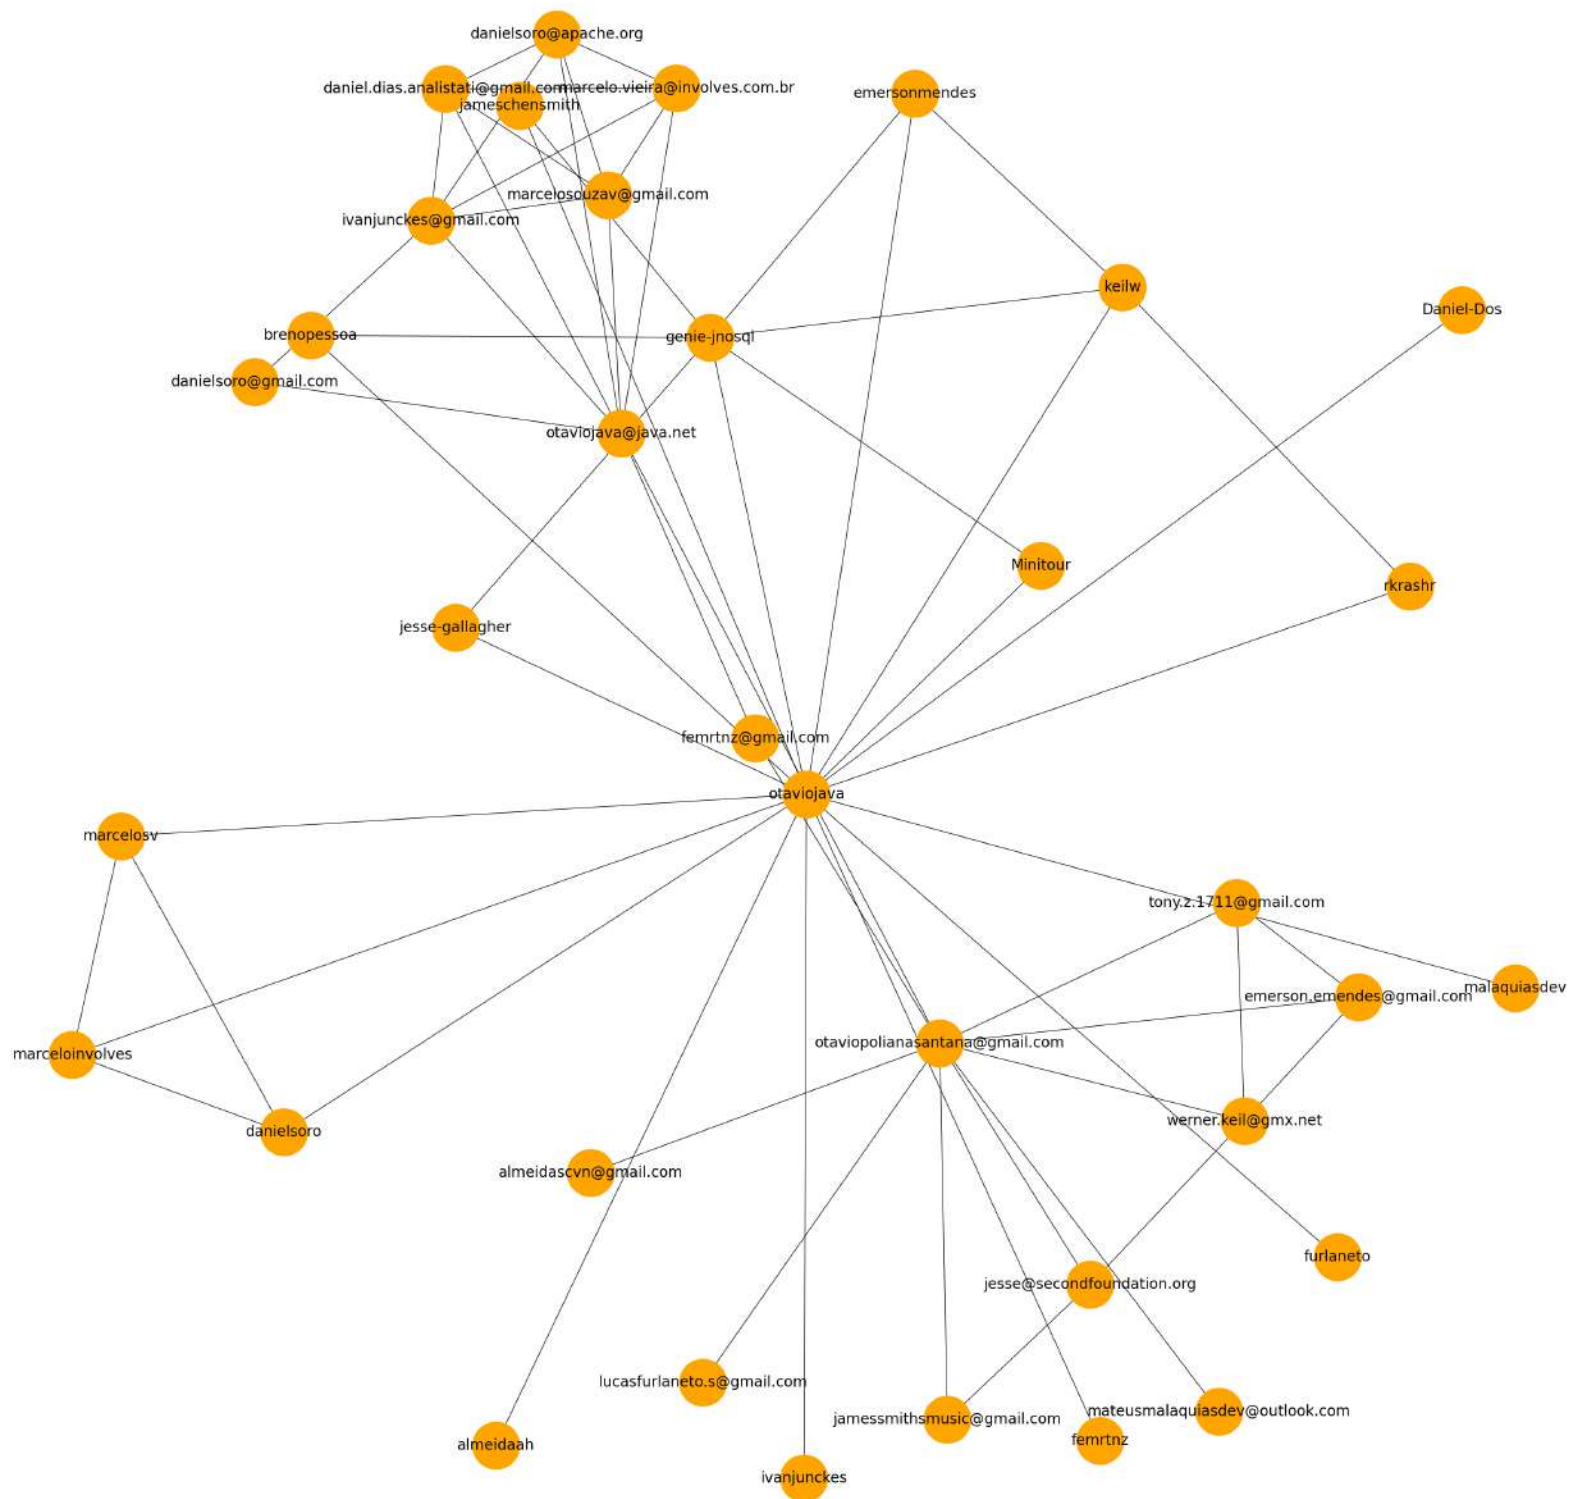 danielsoro@apache.org
daniel.dias.analistati@gmail.com
marcelo.vieira@involves.com.br
jameschensmith
emersonmendes
marcelosouzav@gmail.com
ivanjunckes@gmail.com
keilw
Daniel-Dos
brenopessoa
genie-jnosql
danielsoro@gmail.com
otaviojava@java.net
Minitour
rkrashr
jesse-gallagher
femrtnz@gmail.com
otaviojava
marcelosv
tony.z.1711@gmail.com
malaquiasdev
emerson.emendes@gmail.com
otaviopolianasantana@gmail.com
marceloinvolves
werner.keil@gmx.net
danielsoro
almeidascvn@gmail.com
furlaneto
jesse@secondfoundation.org
lucasfurlaneto.s@gmail.com
mateusmalaquiasdev@outlook.com
jamessmithsmusic@gmail.com
femrtnz
almeidaah
ivanjunckes